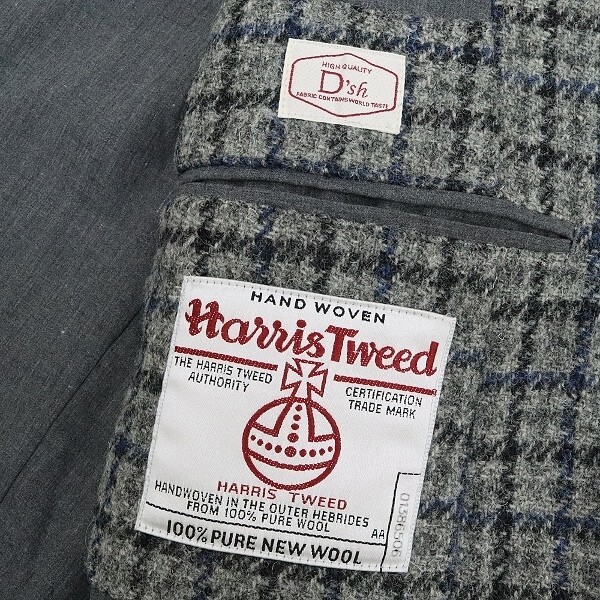 HIGH QUALITY
D'sh
FABRIC CONTAINS WORLD TASTE
HAND WOVEN
Harris Tweed
THE HARRIS TWEED AUTHORITY
CERTIFICATION TRADE MARK
HARRIS TWEED
HANDWOVEN IN THE OUTER HEBRIDES
FROM 100% PURE WOOL
AA
01386506
100% PURE NEW WOOL